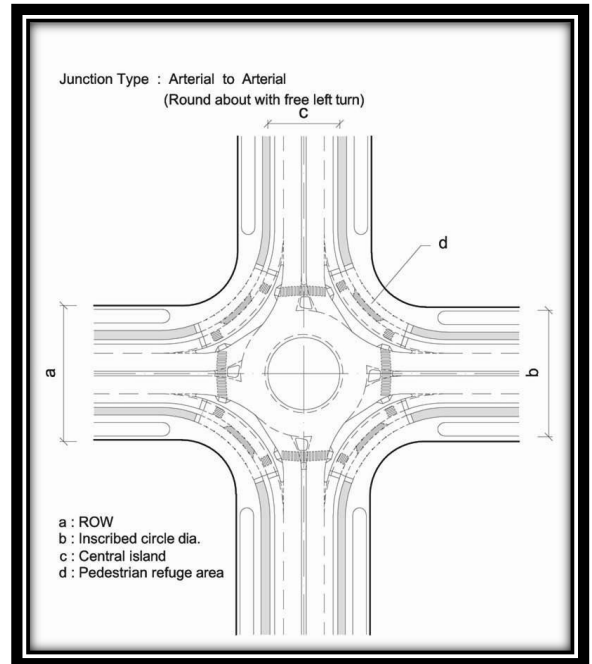 Junction Type : Arterial to Arterial
(Round about with free left turn)
c
d
a
b
a : ROW
b : Inscribed circle dia.
c : Central island
d : Pedestrian refuge area